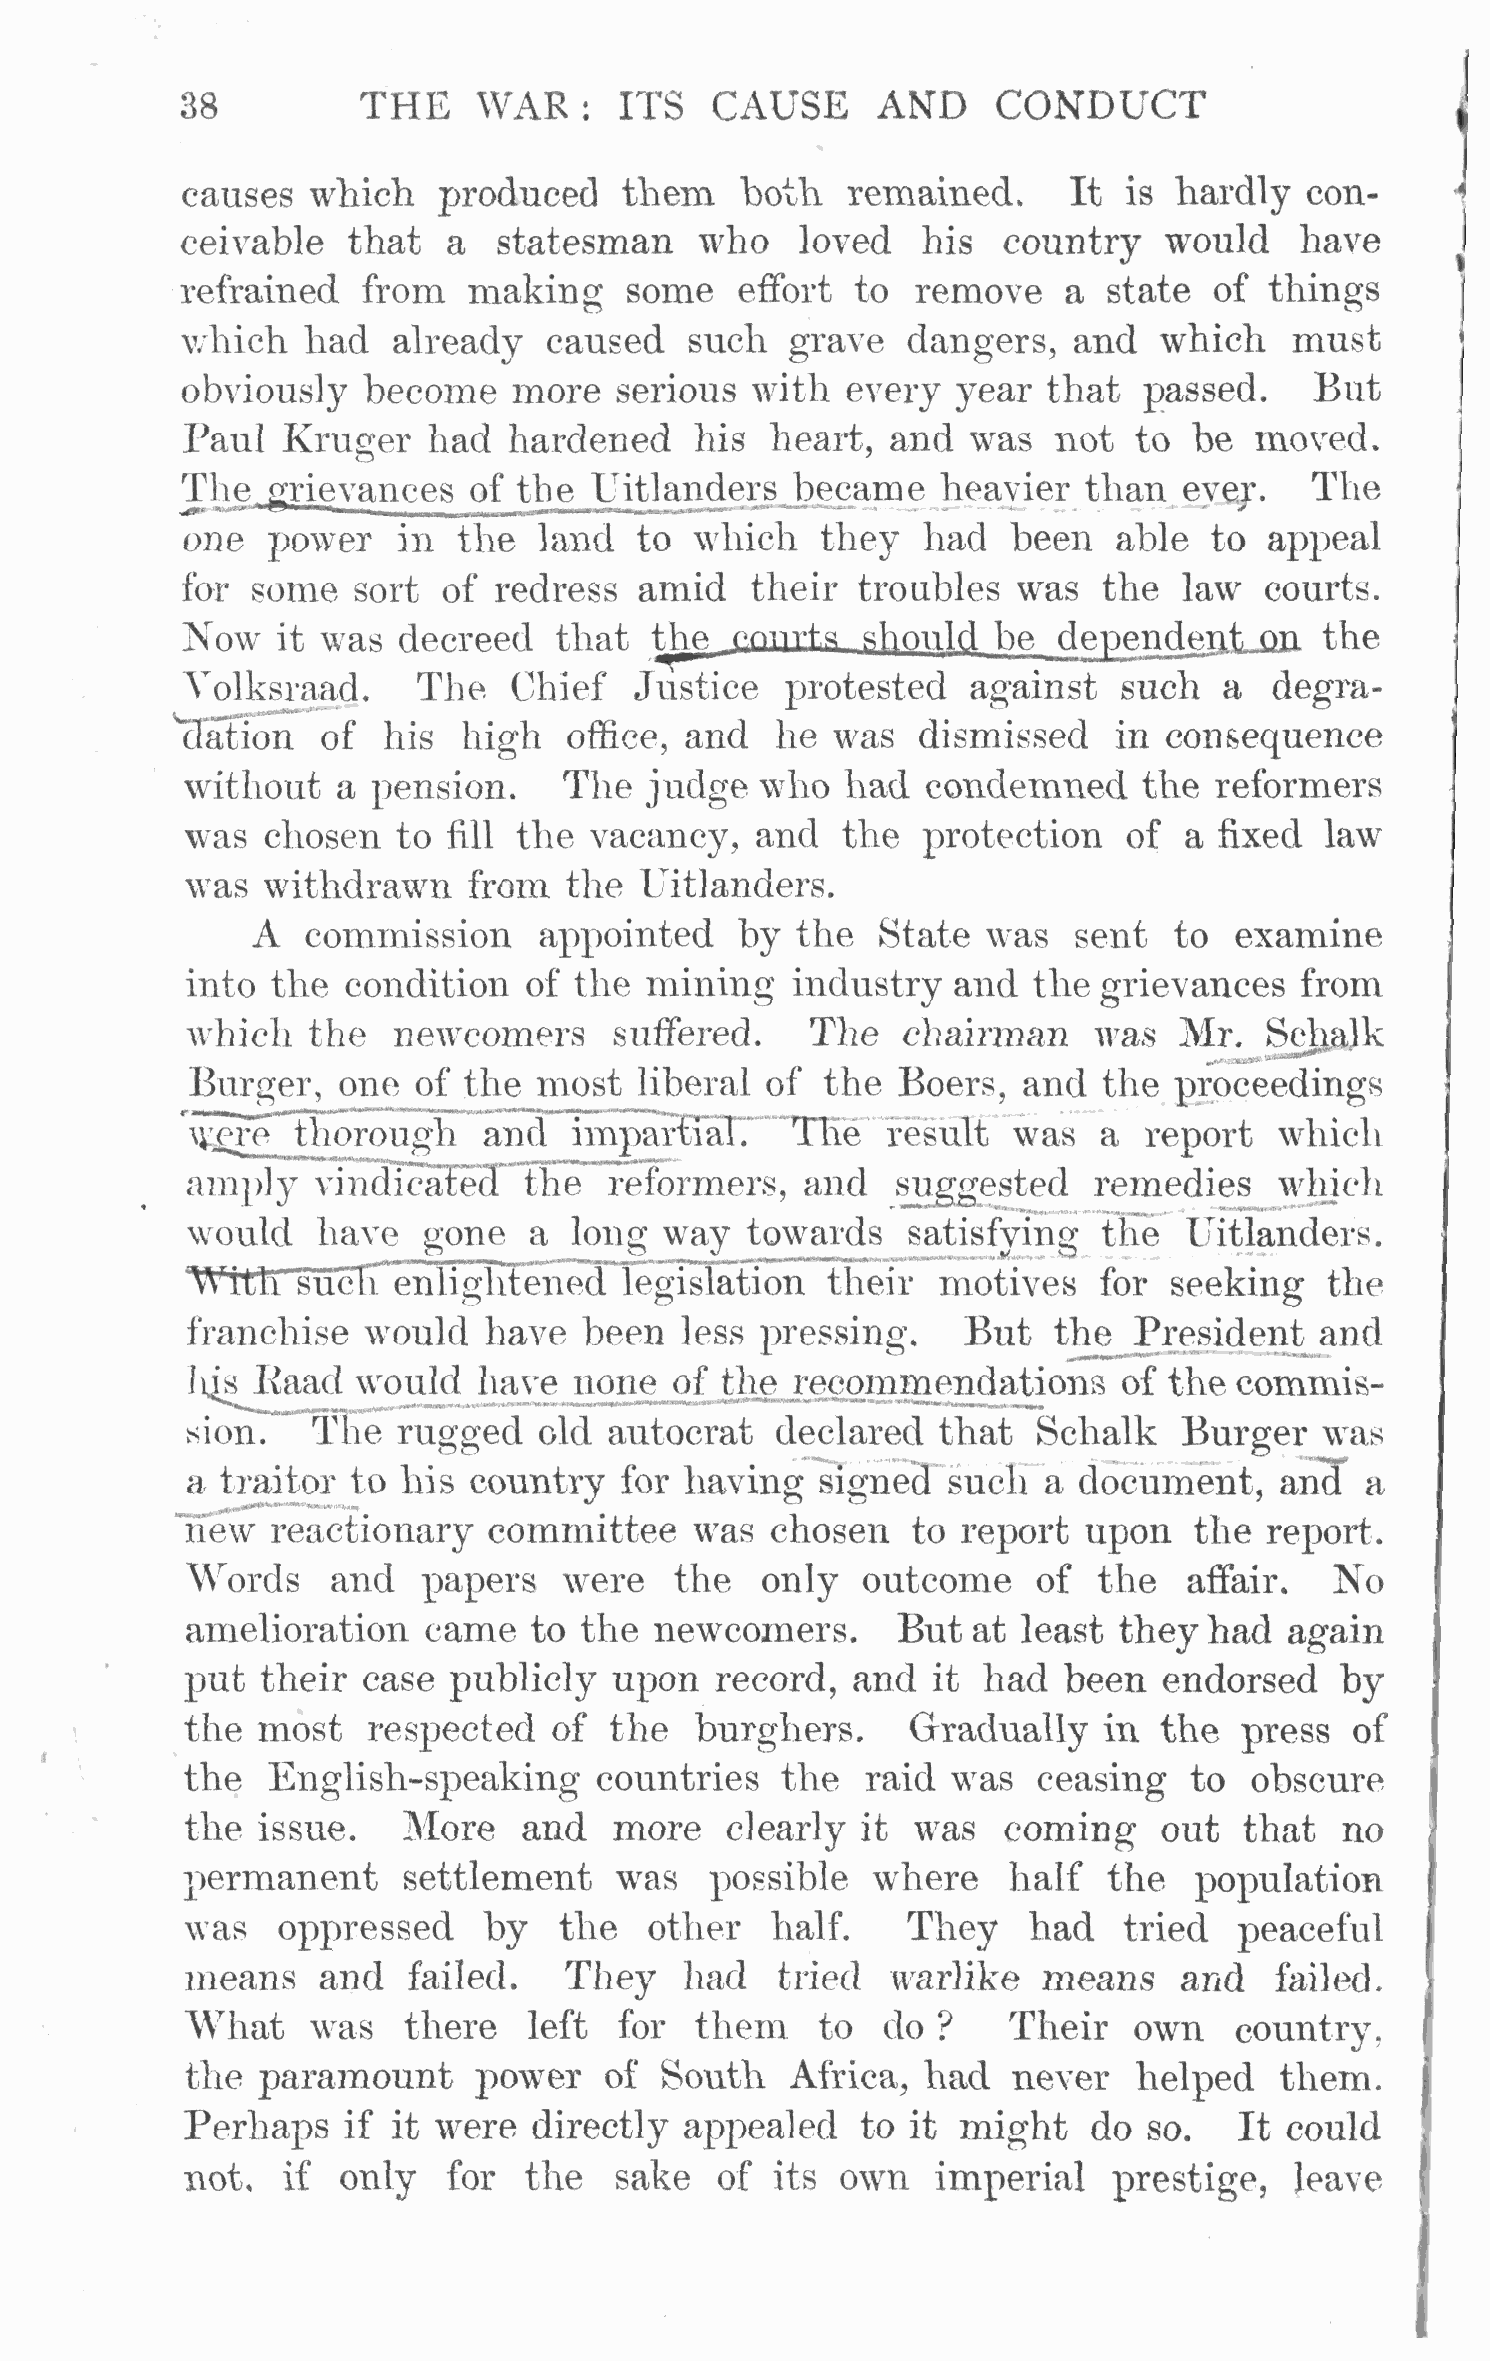 38 THE WAR: ITS CAUSE AND CONDUCT
causes which produced them both remained. It is hardly con-
ceivable that a statesman who loved his country would have
refrained from making some effort to remove a state of things
which had already caused such grave dangers, and which must
obviously become more serious with every year that passed. But
Paul Kruger had hardened his heart, and was not to be moved.
The grievances of the Uitlanders became heavier than ever. The
one power in the land to which they had been able to appeal
for some sort of redress amid their troubles was the law courts.
Now it was decreed that the courts should be dependent on the
Volksraad. The Chief Justice protested against such a degra-
dation of his high office, and he was dismissed in consequence
without a pension. The judge who had condemned the reformers
was chosen to fill the vacancy, and the protection of a fixed law
was withdrawn from the Uitlanders.
A commission appointed by the State was sent to examine
into the condition of the mining industry and the grievances from
which the newcomers suffered. The chairman was Mr. Schalk
Burger, one of the most liberal of the Boers, and the proceedings
were thorough and impartial. The result was a report which
amply vindicated the reformers, and suggested remedies which
would have gone a long way towards satisfying the Uitlanders.
With such enlightened legislation their motives for seeking the
franchise would have been less pressing. But the President and
his Raad would have none of the recommendations of the commis-
sion. The rugged old autocrat declared that Schalk Burger was
a traitor to his country for having signed such a document, and a
new reactionary committee was chosen to report upon the report.
Words and papers were the only outcome of the affair. No
amelioration came to the newcomers. But at least they had again
put their case publicly upon record, and it had been endorsed by
the most respected of the burghers. Gradually in the press of
the English-speaking countries the raid was ceasing to obscure
the issue. More and more clearly it was coming out that no
permanent settlement was possible where half the population
was oppressed by the other half. They had tried peaceful
means and failed. They had tried warlike means and failed.
What was there left for them to do? Their own country,
the paramount power of South Africa, had never helped them.
Perhaps if it were directly appealed to it might do so. It could
not, if only for the sake of its own imperial prestige, leave